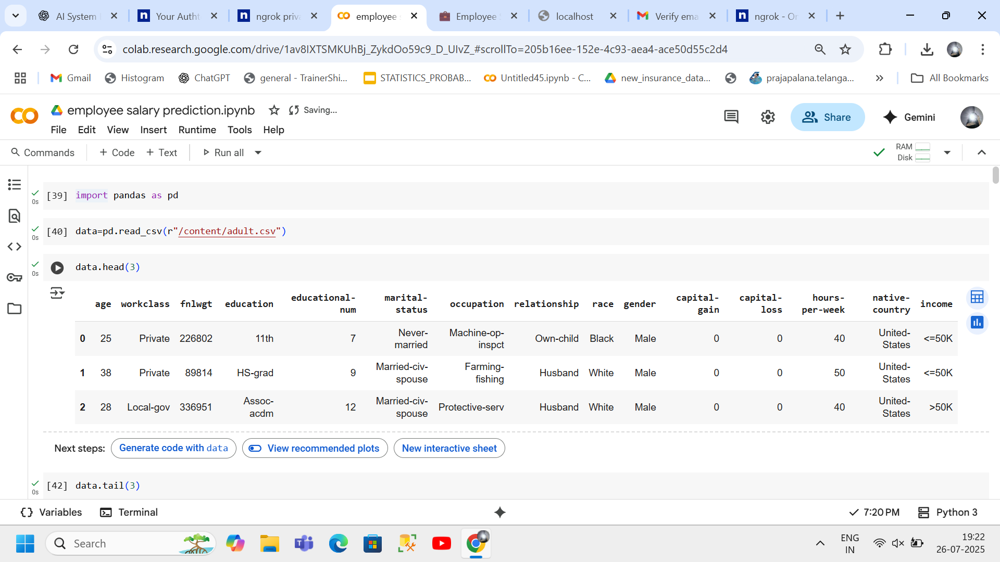 AI System
Your Autht
ngrok priva
employee s
Employee S
localhost
Verify ema
ngrok - On
colab.research.google.com/drive/1av8IXTSMKUhBj_ZykdOo59c9_D_UIvZ_#scrollTo=205b16ee-152e-4c93-aea4-ace50d55c2d4
Gmail
Histogram
ChatGPT
general - TrainerShi...
STATISTICS_PROBAB...
Untitled45.ipynb - C...
new_insurance_data...
prajapalana.telanga...
All Bookmarks
employee salary prediction.ipynb
Saving...
File Edit View Insert Runtime Tools Help
Share
Gemini
Commands + Code + Text Run all
RAM
Disk
0s
[39] import pandas as pd
0s
[40] data=pd.read_csv(r"/content/adult.csv")
0s
data.head(3)
age workclass fnlwgt education educational-num marital-status occupation relationship race gender capital-gain capital-loss hours-per-week native-country income
0 25 Private 226802 11th 7 Never-married Machine-op-inspct Own-child Black Male 0 0 40 United-States <=50K
1 38 Private 89814 HS-grad 9 Married-civ-spouse Farming-fishing Husband White Male 0 0 50 United-States <=50K
2 28 Local-gov 336951 Assoc-acdm 12 Married-civ-spouse Protective-serv Husband White Male 0 0 40 United-States >50K
Next steps: Generate code with data View recommended plots New interactive sheet
0s
[42] data.tail(3)
Variables Terminal
7:20 PM Python 3
Search
ENG
IN
19:22
26-07-2025